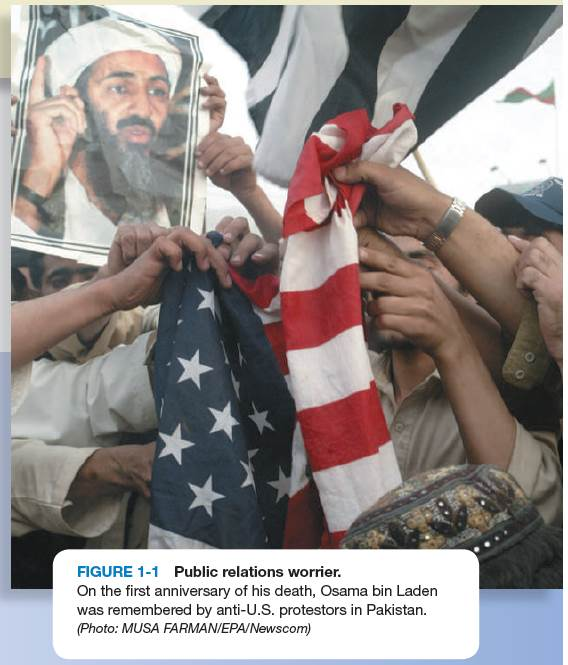 FIGURE 1-1 Public relations worrier.
On the first anniversary of his death, Osama bin Laden
was remembered by anti-U.S. protestors in Pakistan.
(Photo: MUSA FARMAN/EPA/Newscom)